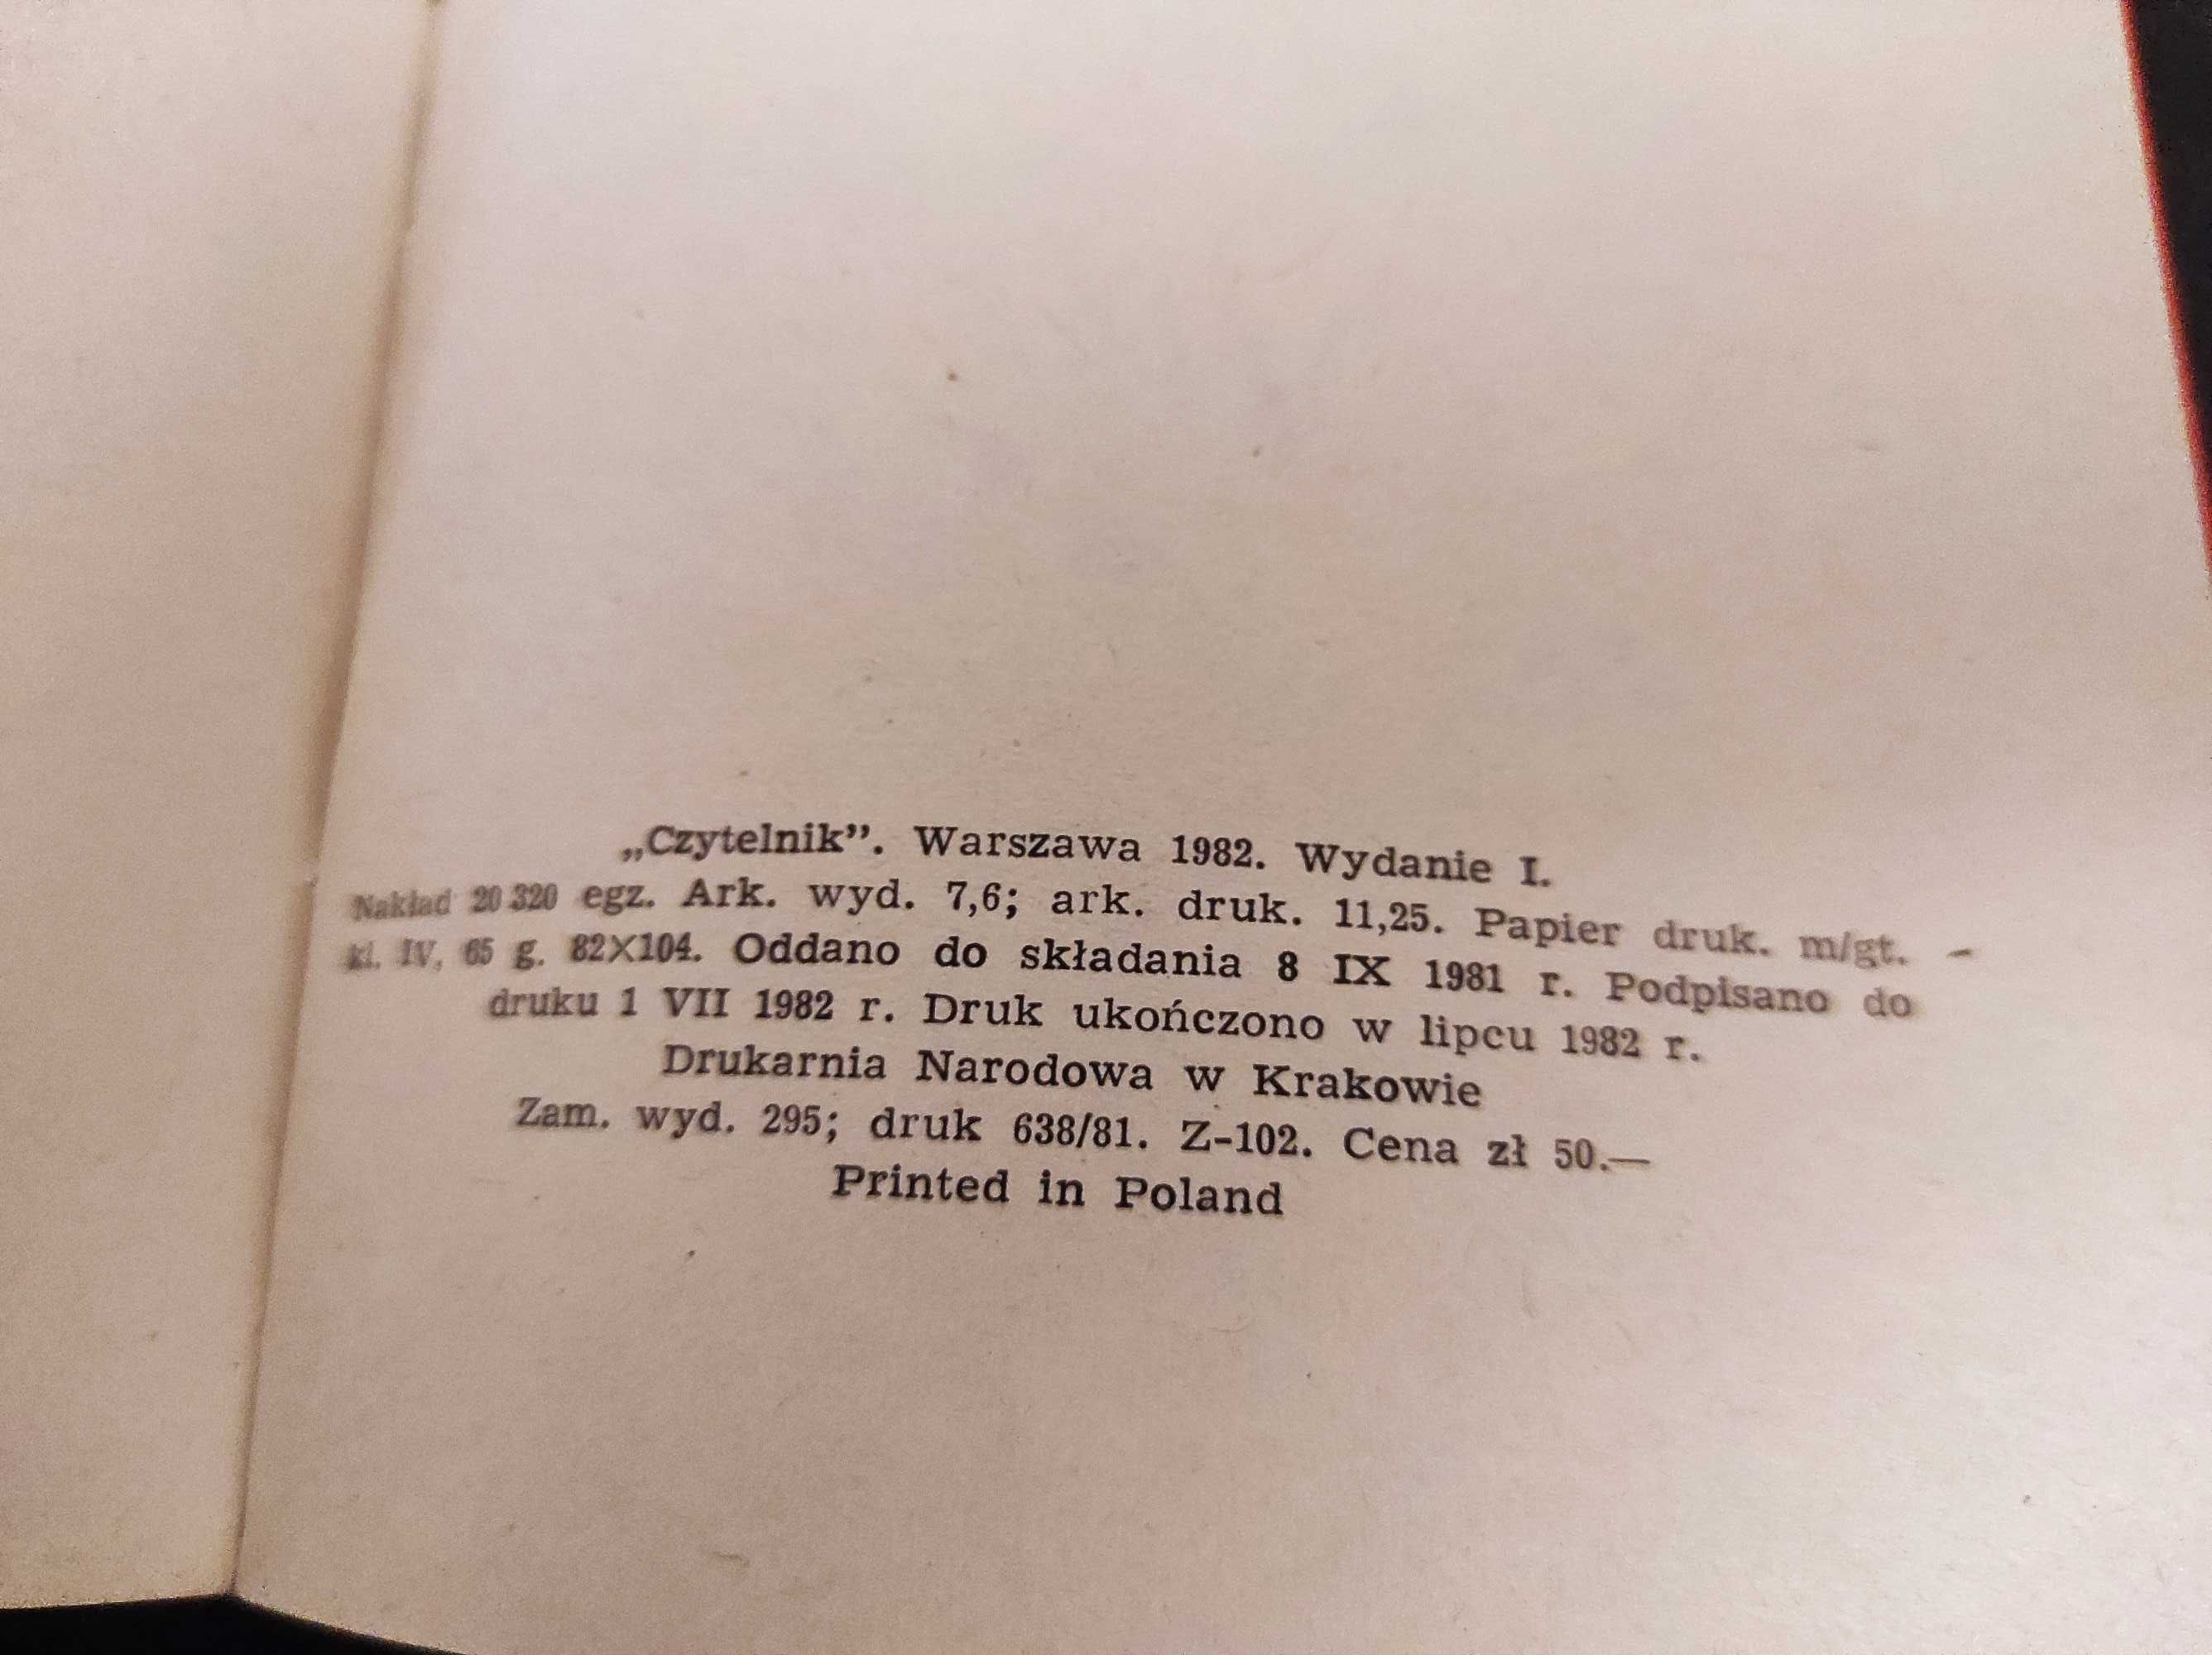 „Czytelnik”. Warszawa 1982. Wydanie I.
Nakład 20 320 egz. Ark. wyd. 7,6; ark. druk. 11,25. Papier druk. m/gt. -
kl. IV, 65 g. 82X104. Oddano do składania 8 IX 1981 r. Podpisano do
druku 1 VII 1982 r. Druk ukończono w lipcu 1982 r.
Drukarnia Narodowa w Krakowie
Zam. wyd. 295; druk 638/81. Z-102. Cena zł 50.—
Printed in Poland